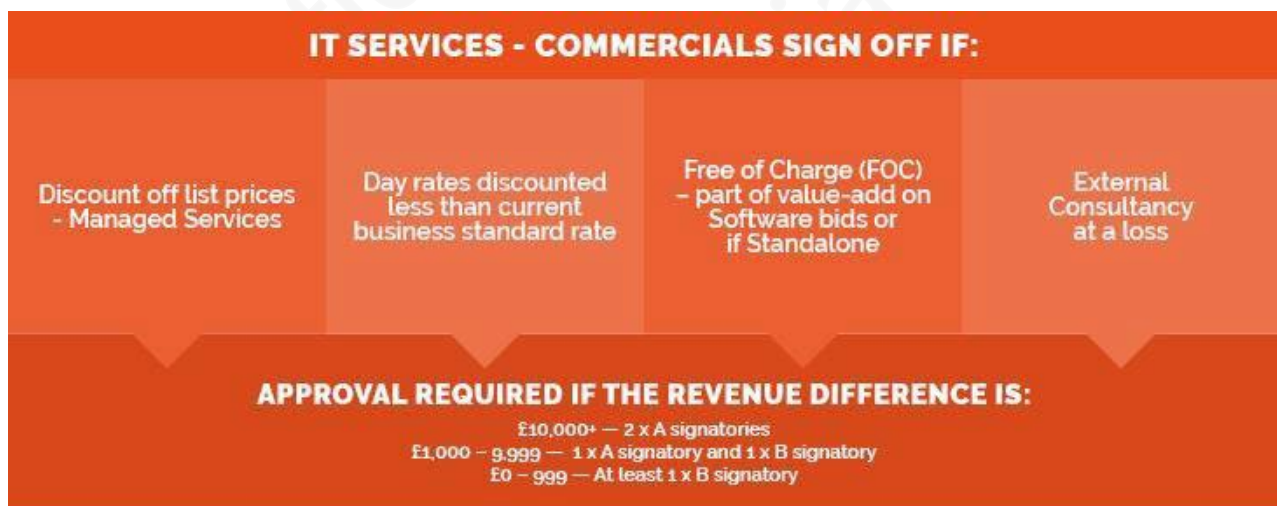 IT SERVICES - COMMERCIALS SIGN OFF IF:
Discount off list prices
- Managed Services
Day rates discounted
less than current
business standard rate
Free of Charge (FOC)
– part of value-add on
Software bids or
if Standalone
External
Consultancy
at a loss
APPROVAL REQUIRED IF THE REVENUE DIFFERENCE IS:
£10,000+ — 2 x A signatories
£1,000 – 9,999 — 1 x A signatory and 1 x B signatory
£0 – 999 — At least 1 x B signatory